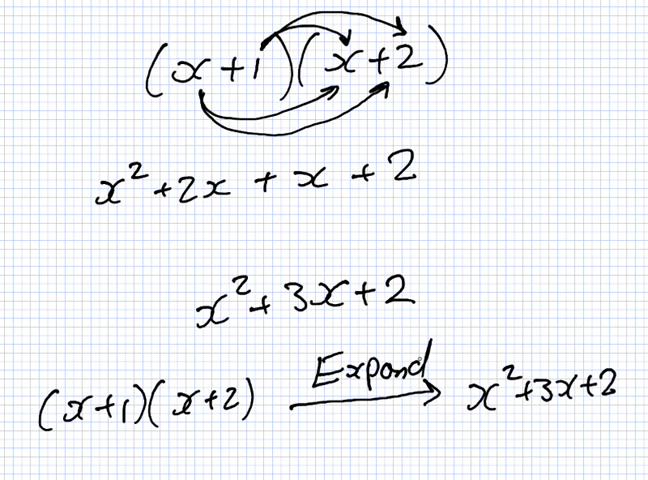 (x+1)(x+2)
x²+2x+x+2
x²+3x+2
(x+1)(x+2) Expand x²+3x+2